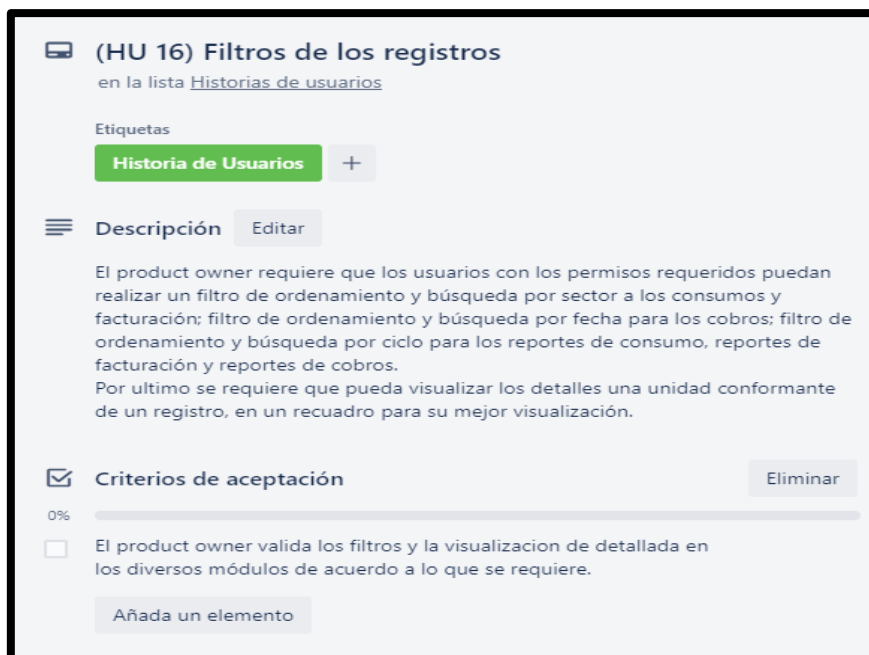 (HU 16) Filtros de los registros
en la lista Historias de usuarios
Etiquetas
Historia de Usuarios +
Descripción Editar
El product owner requiere que los usuarios con los permisos requeridos puedan
realizar un filtro de ordenamiento y búsqueda por sector a los consumos y
facturación; filtro de ordenamiento y búsqueda por fecha para los cobros; filtro de
ordenamiento y búsqueda por ciclo para los reportes de consumo, reportes de
facturación y reportes de cobros.
Por ultimo se requiere que pueda visualizar los detalles una unidad conformante
de un registro, en un recuadro para su mejor visualización.
Criterios de aceptación Eliminar
0%
El product owner valida los filtros y la visualizacion de detallada en
los diversos módulos de acuerdo a lo que se requiere.
Añada un elemento